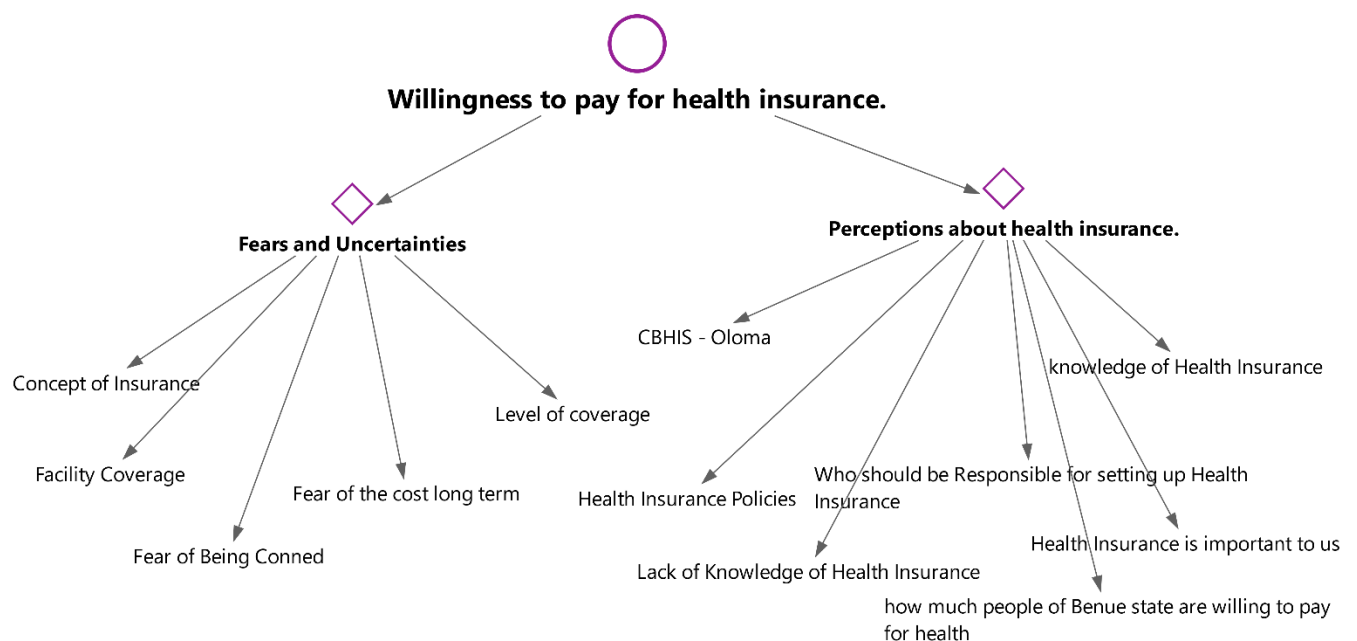 Willingness to pay for health insurance.
Fears and Uncertainties
Perceptions about health insurance.
Concept of Insurance
Facility Coverage
Fear of Being Conned
Fear of the cost long term
Level of coverage
CBHIS - Oloma
Health Insurance Policies
Lack of Knowledge of Health Insurance
Who should be Responsible for setting up Health
Insurance
how much people of Benue state are willing to pay
for health
Health Insurance is important to us
knowledge of Health Insurance